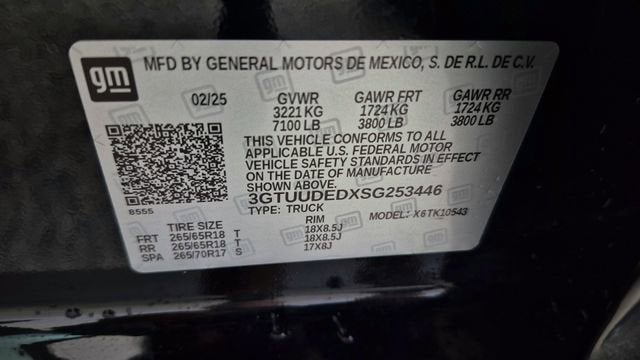 gm
MFD BY GENERAL MOTORS DE MEXICO, S. DE R.L. DE C.V.
02/25 GVWR GAWR FRT GAWR RR
3221 KG 1724 KG 1724 KG
7100 LB 3800 LB 3800 LB
THIS VEHICLE CONFORMS TO ALL
APPLICABLE U.S. FEDERAL MOTOR
VEHICLE SAFETY STANDARDS IN EFFECT
ON THE DATE OF MANUFACTURE
SHOWN ABOVE.
8555
3GTUUDEDXSG253446
TYPE: TRUCK MODEL: X6TK10543
TIRE SIZE RIM
FRT 265/65R18 T 18X8.5J
RR 265/65R18 T 18X8.5J
SPA 265/70R17 S 17X8J